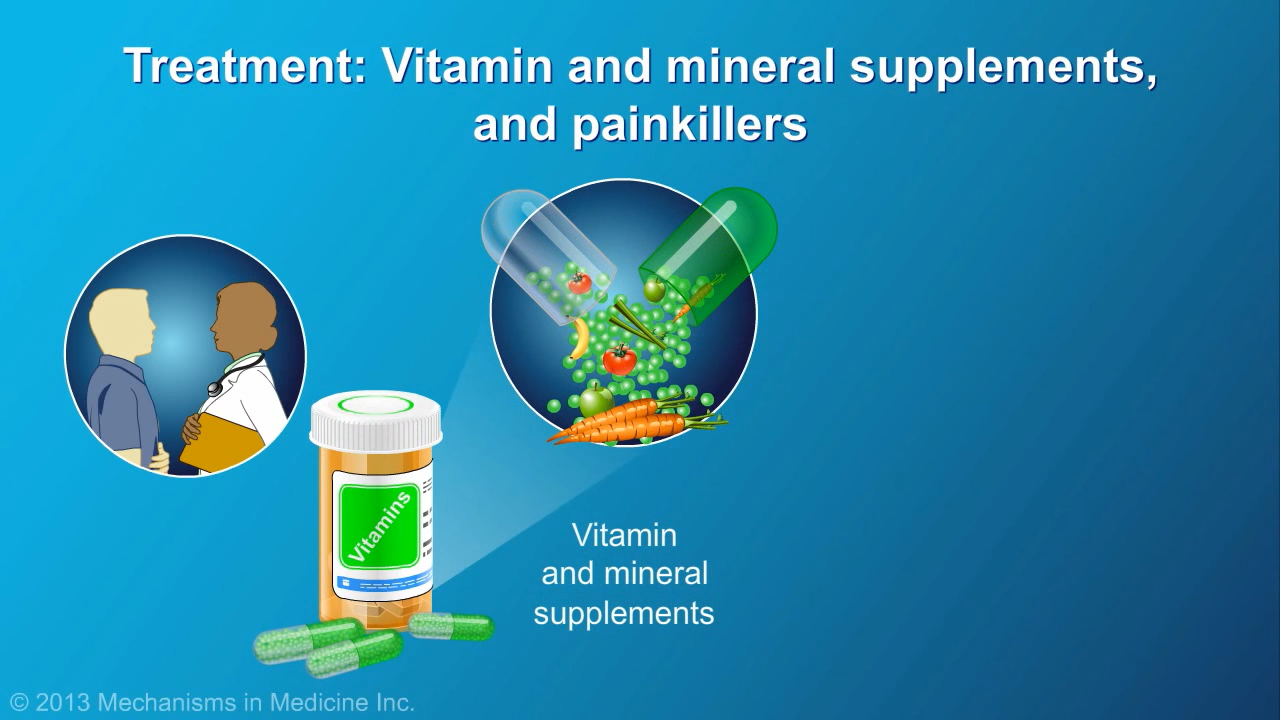 Treatment: Vitamin and mineral supplements,
and painkillers
Vitamins
Vitamin
and mineral
supplements
© 2013 Mechanisms in Medicine Inc.